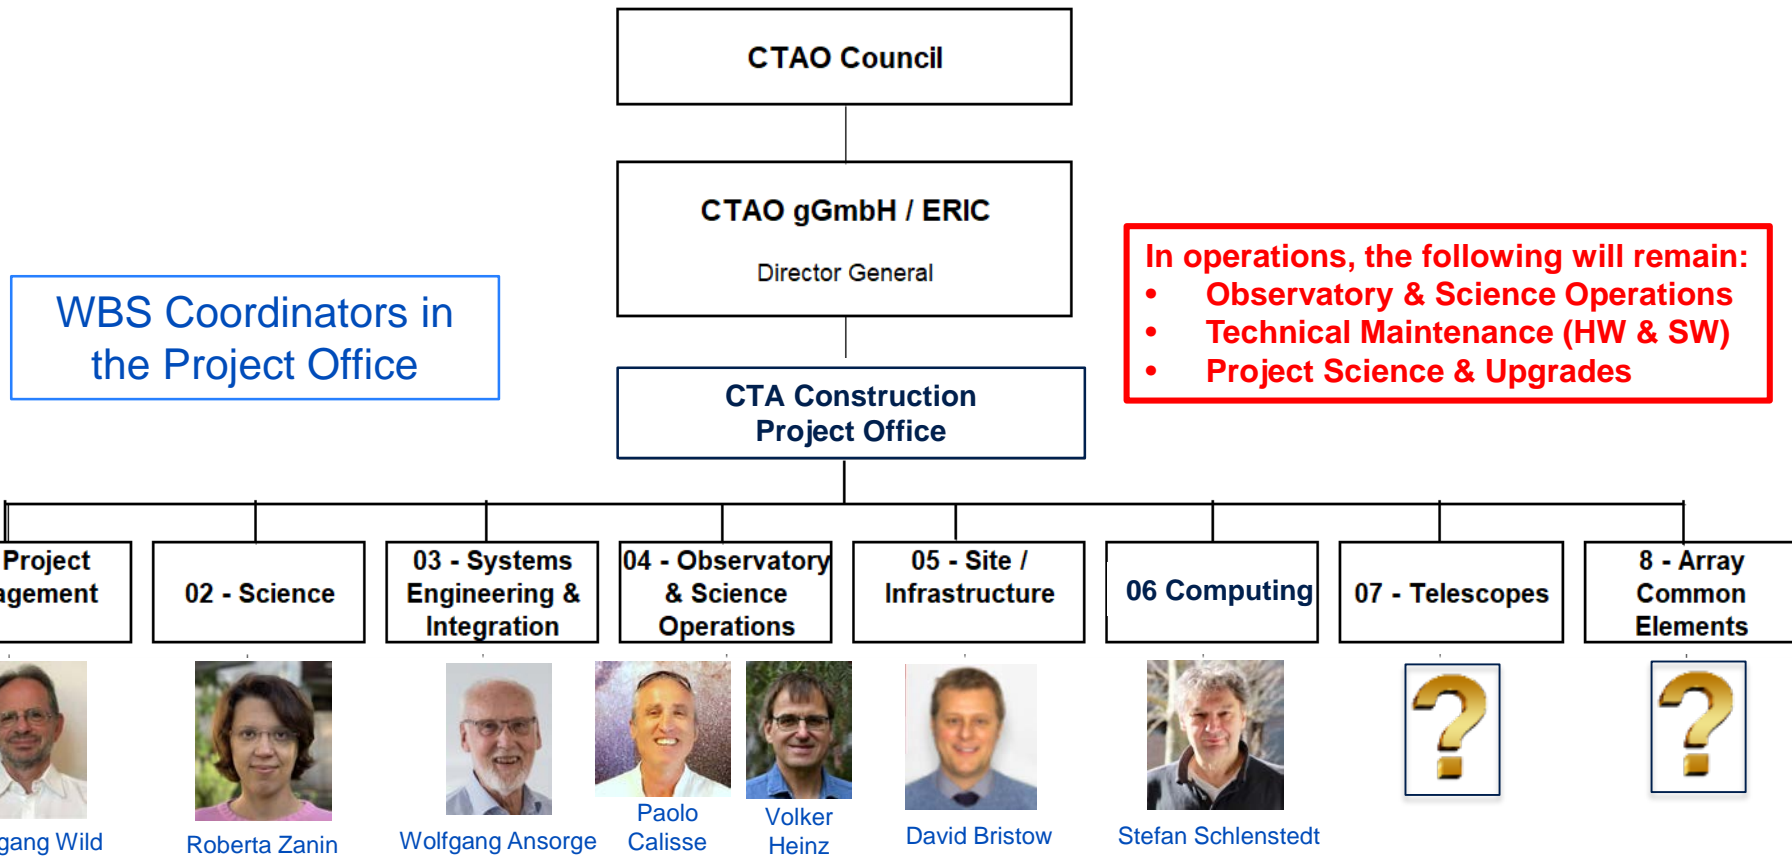 CTAO Council
CTAO gGmbH / ERIC
Director General
WBS Coordinators in
the Project Office
In operations, the following will remain:
• Observatory & Science Operations
• Technical Maintenance (HW & SW)
• Project Science & Upgrades
CTA Construction
Project Office
Project
agement
02 - Science
03 - Systems
Engineering &
Integration
04 - Observatory
& Science
Operations
05 - Site /
Infrastructure
06 Computing
07 - Telescopes
8 - Array
Common
Elements
?
?
gang Wild
Roberta Zanin
Wolfgang Ansorge
Paolo
Calisse
Volker
Heinz
David Bristow
Stefan Schlenstedt